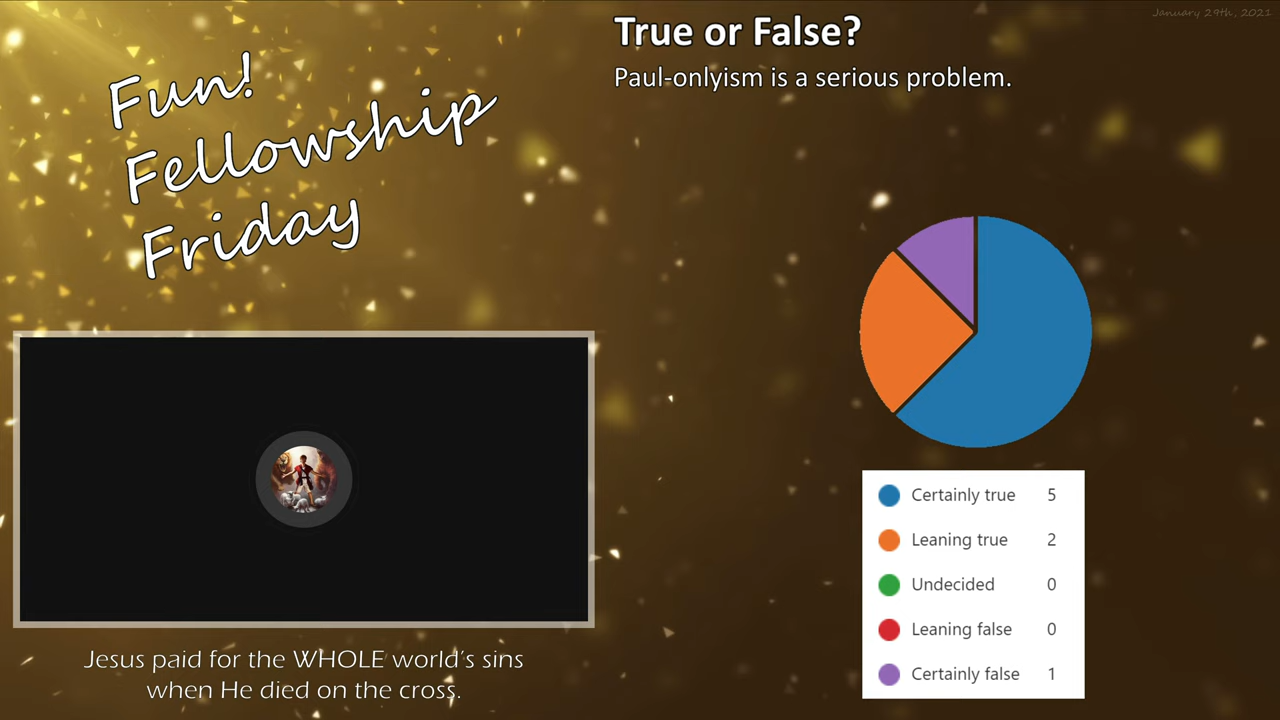 January 29th, 2021
Fun!
Fellowship
Friday
True or False?
Paul-onlyism is a serious problem.
Certainly true 5
Leaning true 2
Undecided 0
Leaning false 0
Certainly false 1
Jesus paid for the WHOLE world's sins
when He died on the cross.